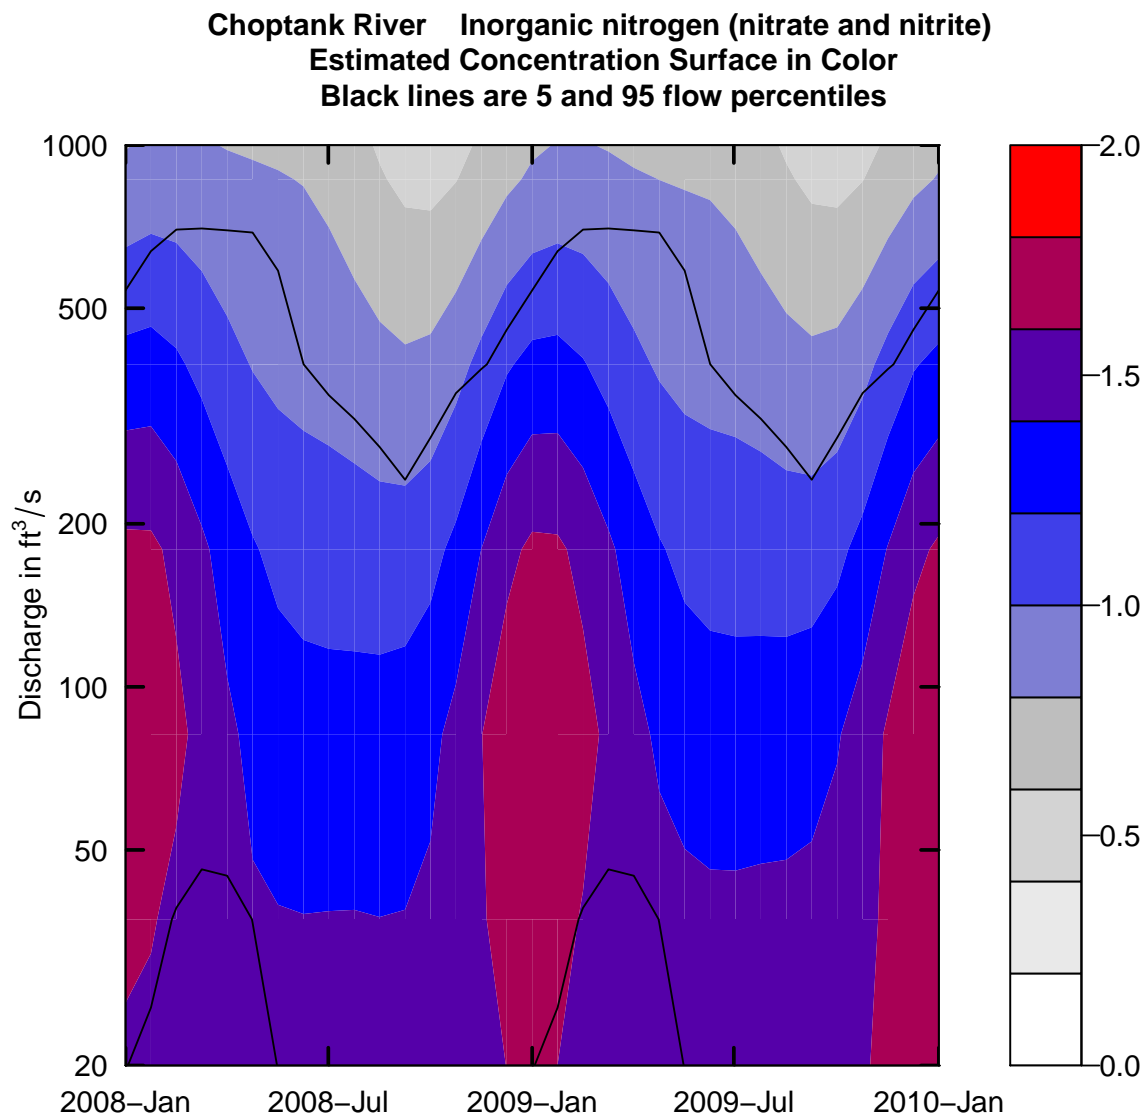 Choptank River    Inorganic nitrogen (nitrate and nitrite)
Estimated Concentration Surface in Color
Black lines are 5 and 95 flow percentiles
Discharge in ft³/s
1000
500
200
100
50
20
2008−Jan
2008−Jul
2009−Jan
2009−Jul
2010−Jan
2.0
1.5
1.0
0.5
0.0